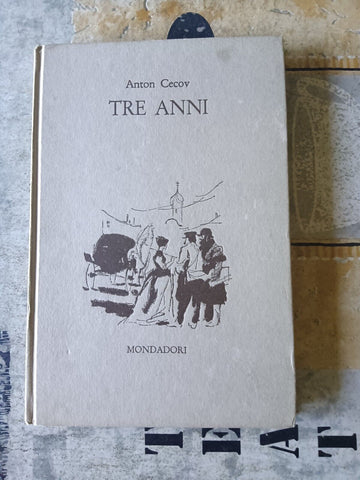 Anton Cecov
TRE ANNI
MONDADORI
T E A T